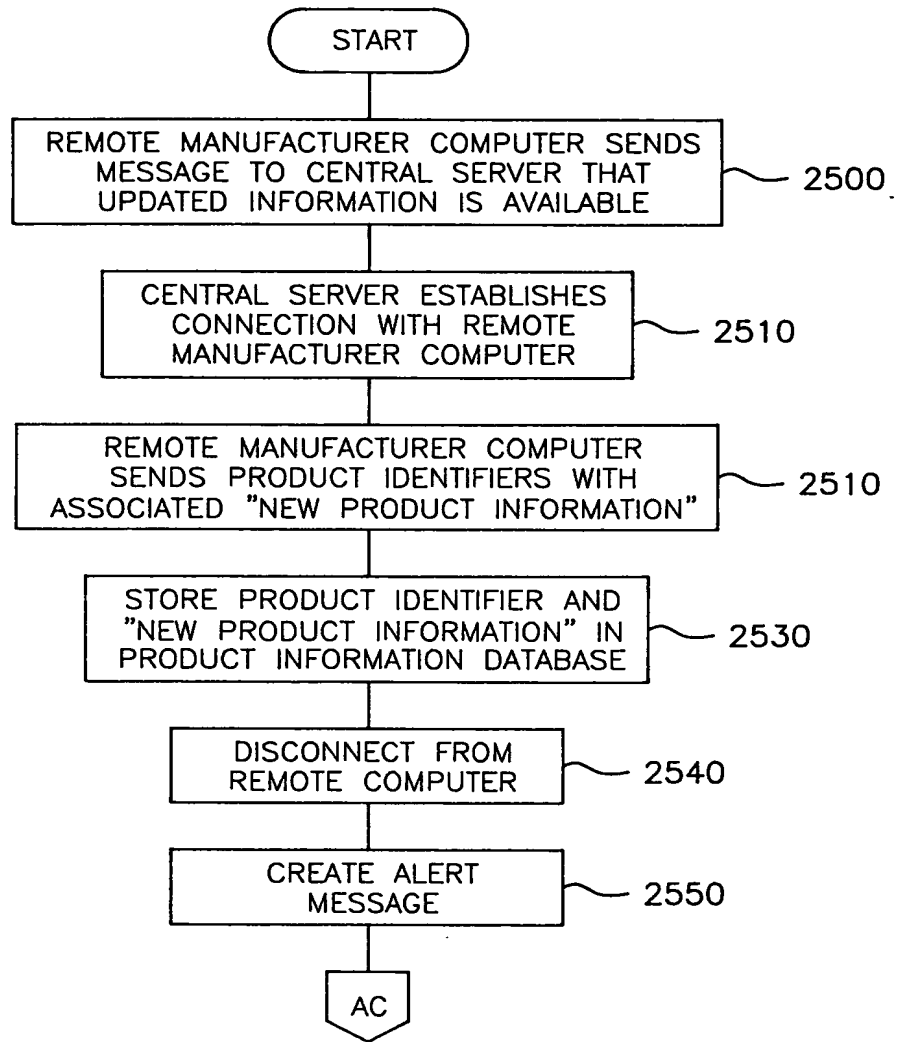 START
REMOTE MANUFACTURER COMPUTER SENDS
MESSAGE TO CENTRAL SERVER THAT
UPDATED INFORMATION IS AVAILABLE
2500
CENTRAL SERVER ESTABLISHES
CONNECTION WITH REMOTE
MANUFACTURER COMPUTER
2510
REMOTE MANUFACTURER COMPUTER
SENDS PRODUCT IDENTIFIERS WITH
ASSOCIATED "NEW PRODUCT INFORMATION"
2510
STORE PRODUCT IDENTIFIER AND
"NEW PRODUCT INFORMATION" IN
PRODUCT INFORMATION DATABASE
2530
DISCONNECT FROM
REMOTE COMPUTER
2540
CREATE ALERT
MESSAGE
2550
AC